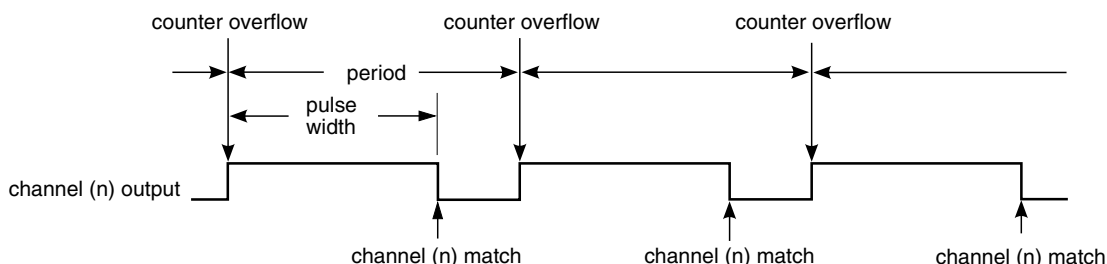 counter overflow
counter overflow
counter overflow
period
pulse
width
channel (n) output
channel (n) match
channel (n) match
channel (n) match